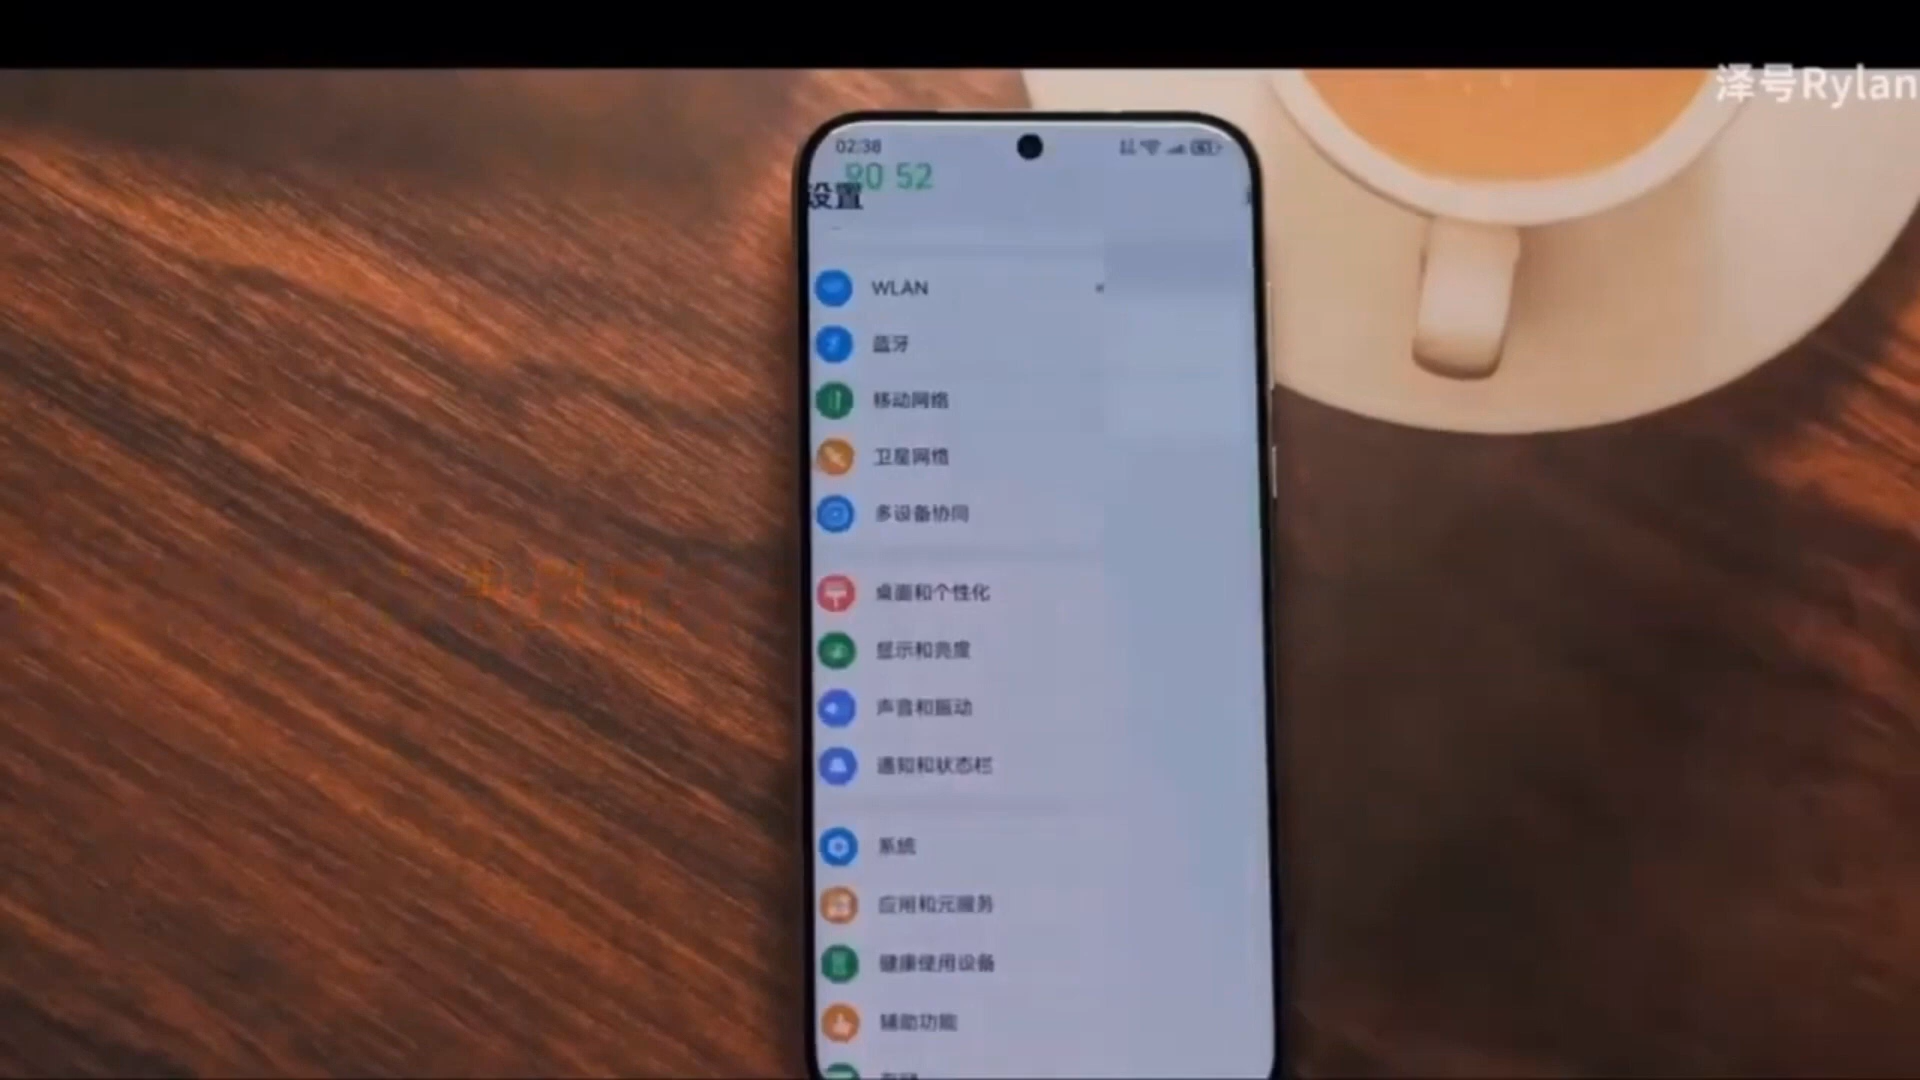 泽号Rylan
02:38
90 52
设置
WLAN
蓝牙
移动网络
卫星网络
多设备协同
桌面和个性化
显示和亮度
声音和振动
通知和状态栏
系统
应用和元服务
健康使用设备
辅助功能